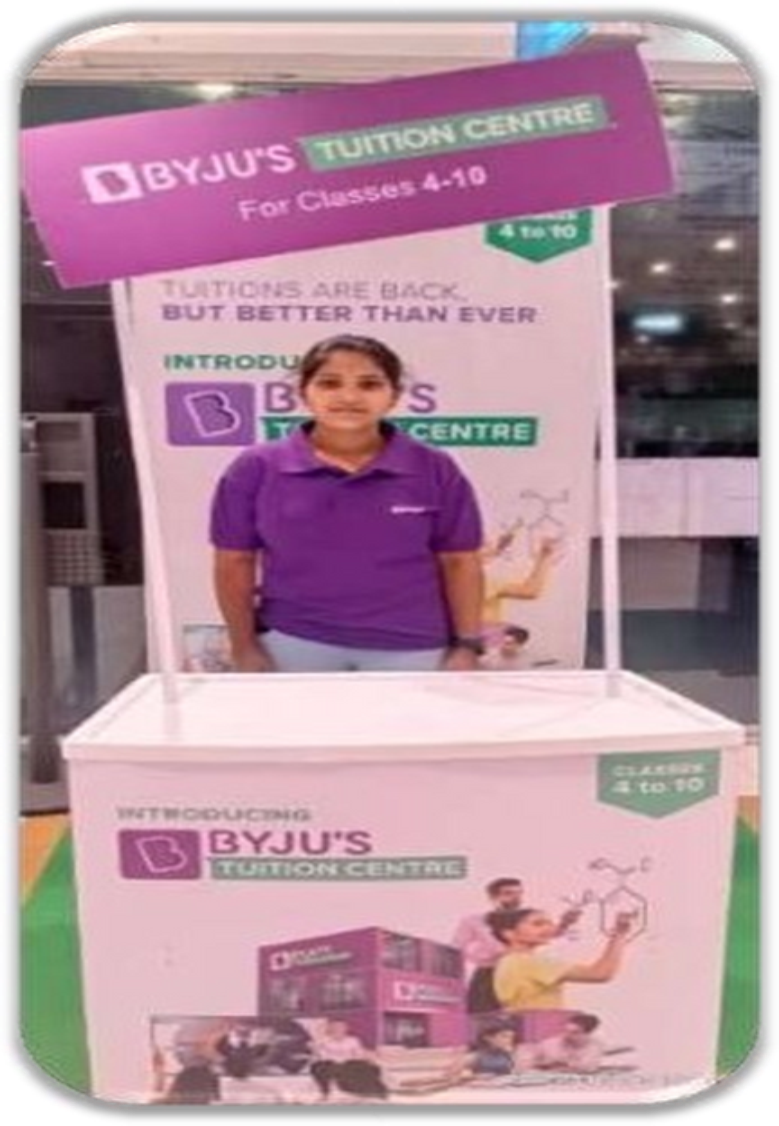 BYJU'S TUITION CENTRE
For Classes 4-10
4 to 10
TUITIONS ARE BACK,
BUT BETTER THAN EVER
INTRODU
B S
CENTRE
CLASSES
4 to 10
INTRODUCING
BYJU'S
TUITION CENTRE